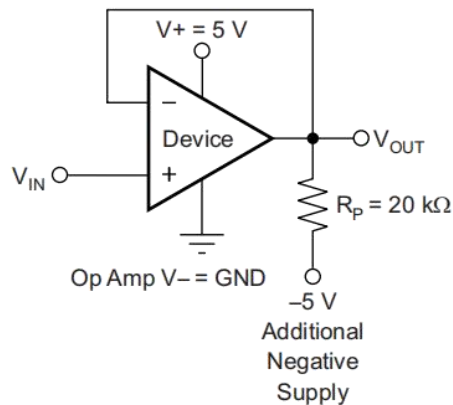 V+ = 5 V
−
Device
V_IN
+
V_OUT
R_P = 20 kΩ
Op Amp V− = GND
−5 V
Additional
Negative
Supply